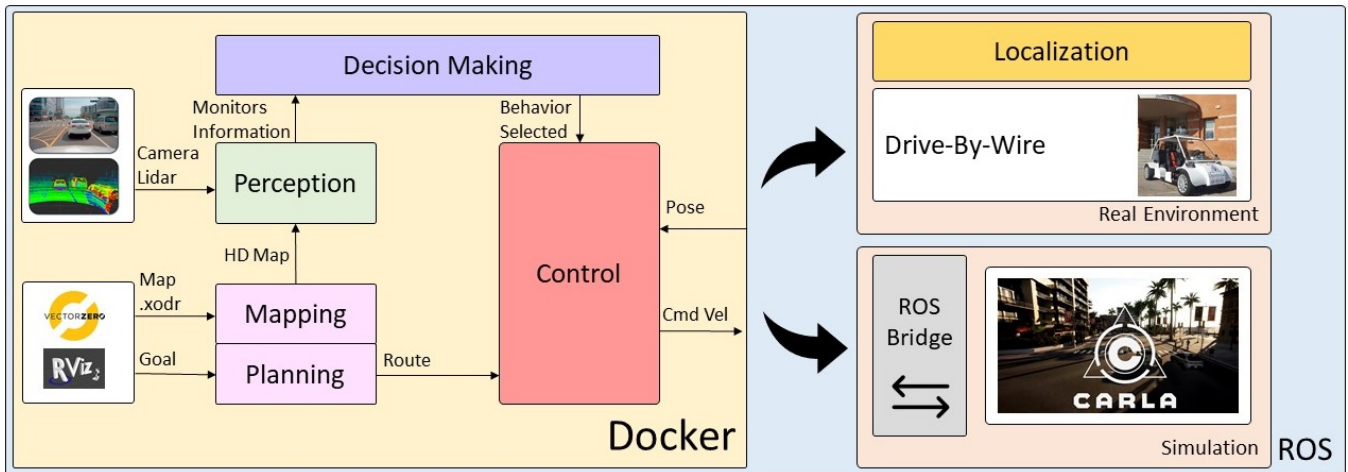 Decision Making
Monitors
Information
Behavior
Selected
Camera
Lidar
Perception
HD Map
Map
.xodr
VECTORZERO
Mapping
RViz
Goal
Planning
Route
Control
Pose
Cmd Vel
Docker
Localization
Drive-By-Wire
Real Environment
ROS
Bridge
C
CARLA
Simulation
ROS